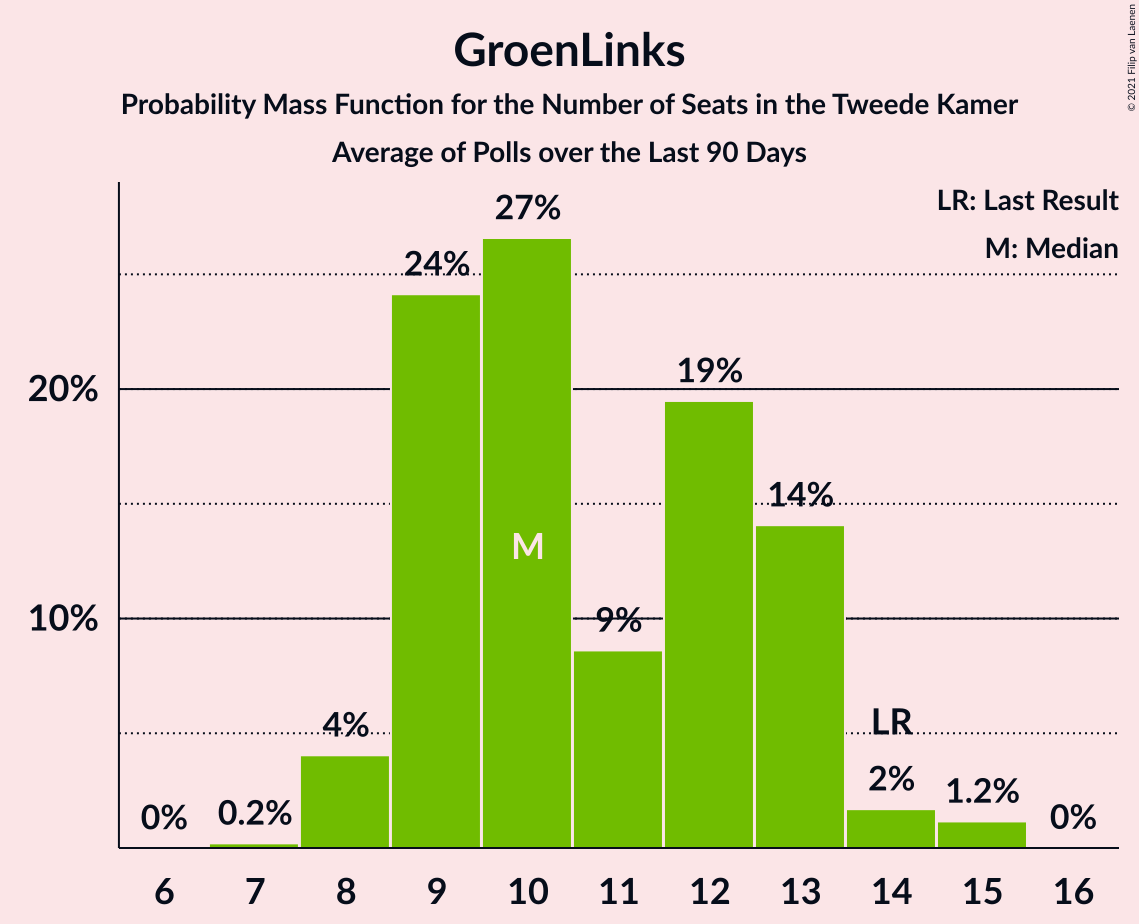 GroenLinks
Probability Mass Function for the Number of Seats in the Tweede Kamer
Average of Polls over the Last 90 Days
© 2021 Filip van Laenen
LR: Last Result
M: Median
27%
24%
20%
19%
14%
M
10%
9%
LR
4%
2%
1.2%
0.2%
0%
0%
6 7 8 9 10 11 12 13 14 15 16